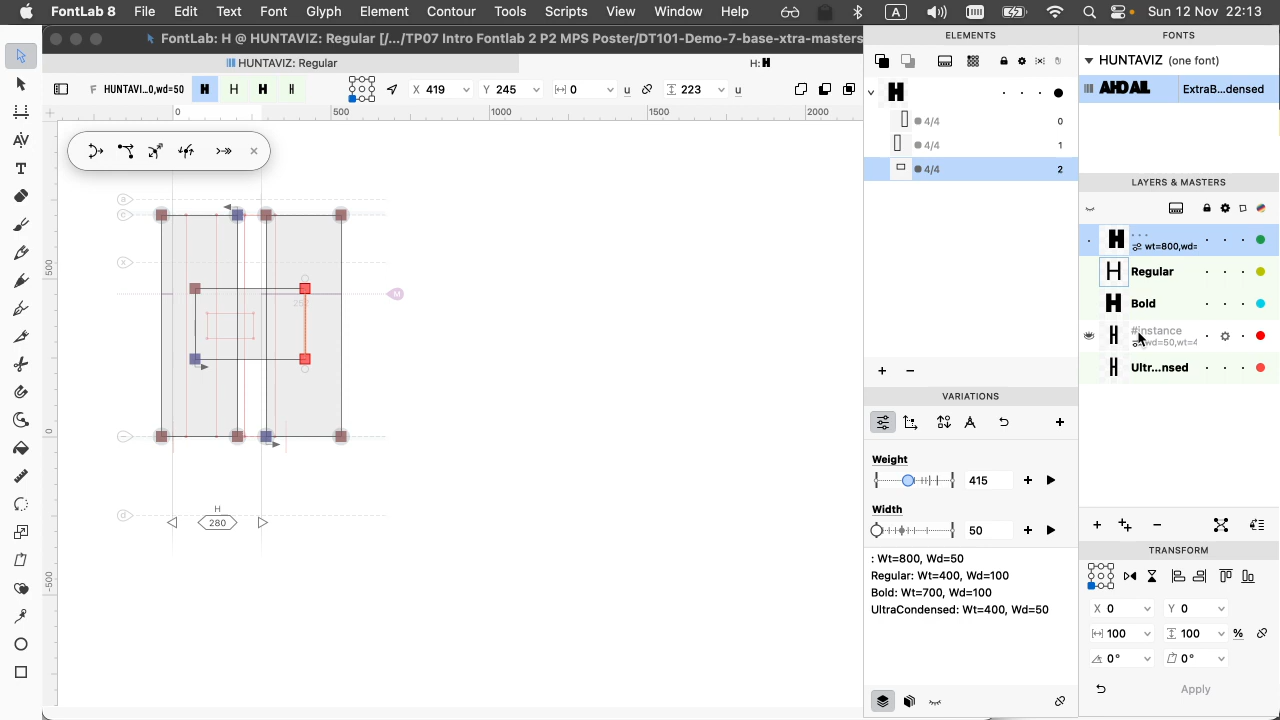 FontLab File Edit Text Font Glyph Element Contour Tools Scripts View Window Help A Sun 12 Nov 22:13
FontLab: H @ HUNTAVIZ: Regular [/.../TP07 Intro Fontlab 2 P2 MPS Poster/DT101-Demo-7-base-xtra-masters
HUNTAVIZ: Regular H: H
F HUNTAVI...0,wd=50 H H H H X 419 Y 245 0 u 223 u
0 500 1000 1500 2000
a
c
x
500
M
0
H
280
d
-500
ELEMENTS
H
4/4 0
4/4 1
4/4 2
VARIATIONS
Weight
415
Width
50
: Wt=800, Wd=50
Regular: Wt=400, Wd=100
Bold: Wt=700, Wd=100
UltraCondensed: Wt=400, Wd=50
FONTS
HUNTAVIZ (one font)
ExtraB...densed
LAYERS & MASTERS
H wt=800,wd=
H Regular
H Bold
H #instance
wd=50,wt=4
H Ultr...nsed
TRANSFORM
X 0 Y 0
100 100 %
0° 0°
Apply